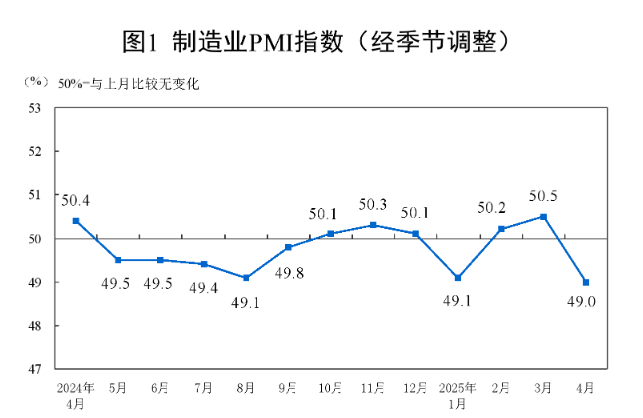 图1 制造业PMI指数（经季节调整）
（%） 50%=与上月比较无变化
53
52
51
50
49
48
47
50.4
49.5
49.5
49.4
49.1
49.8
50.1
50.3
50.1
49.1
50.2
50.5
49.0
2024年
4月
5月
6月
7月
8月
9月
10月
11月
12月
2025年
1月
2月
3月
4月